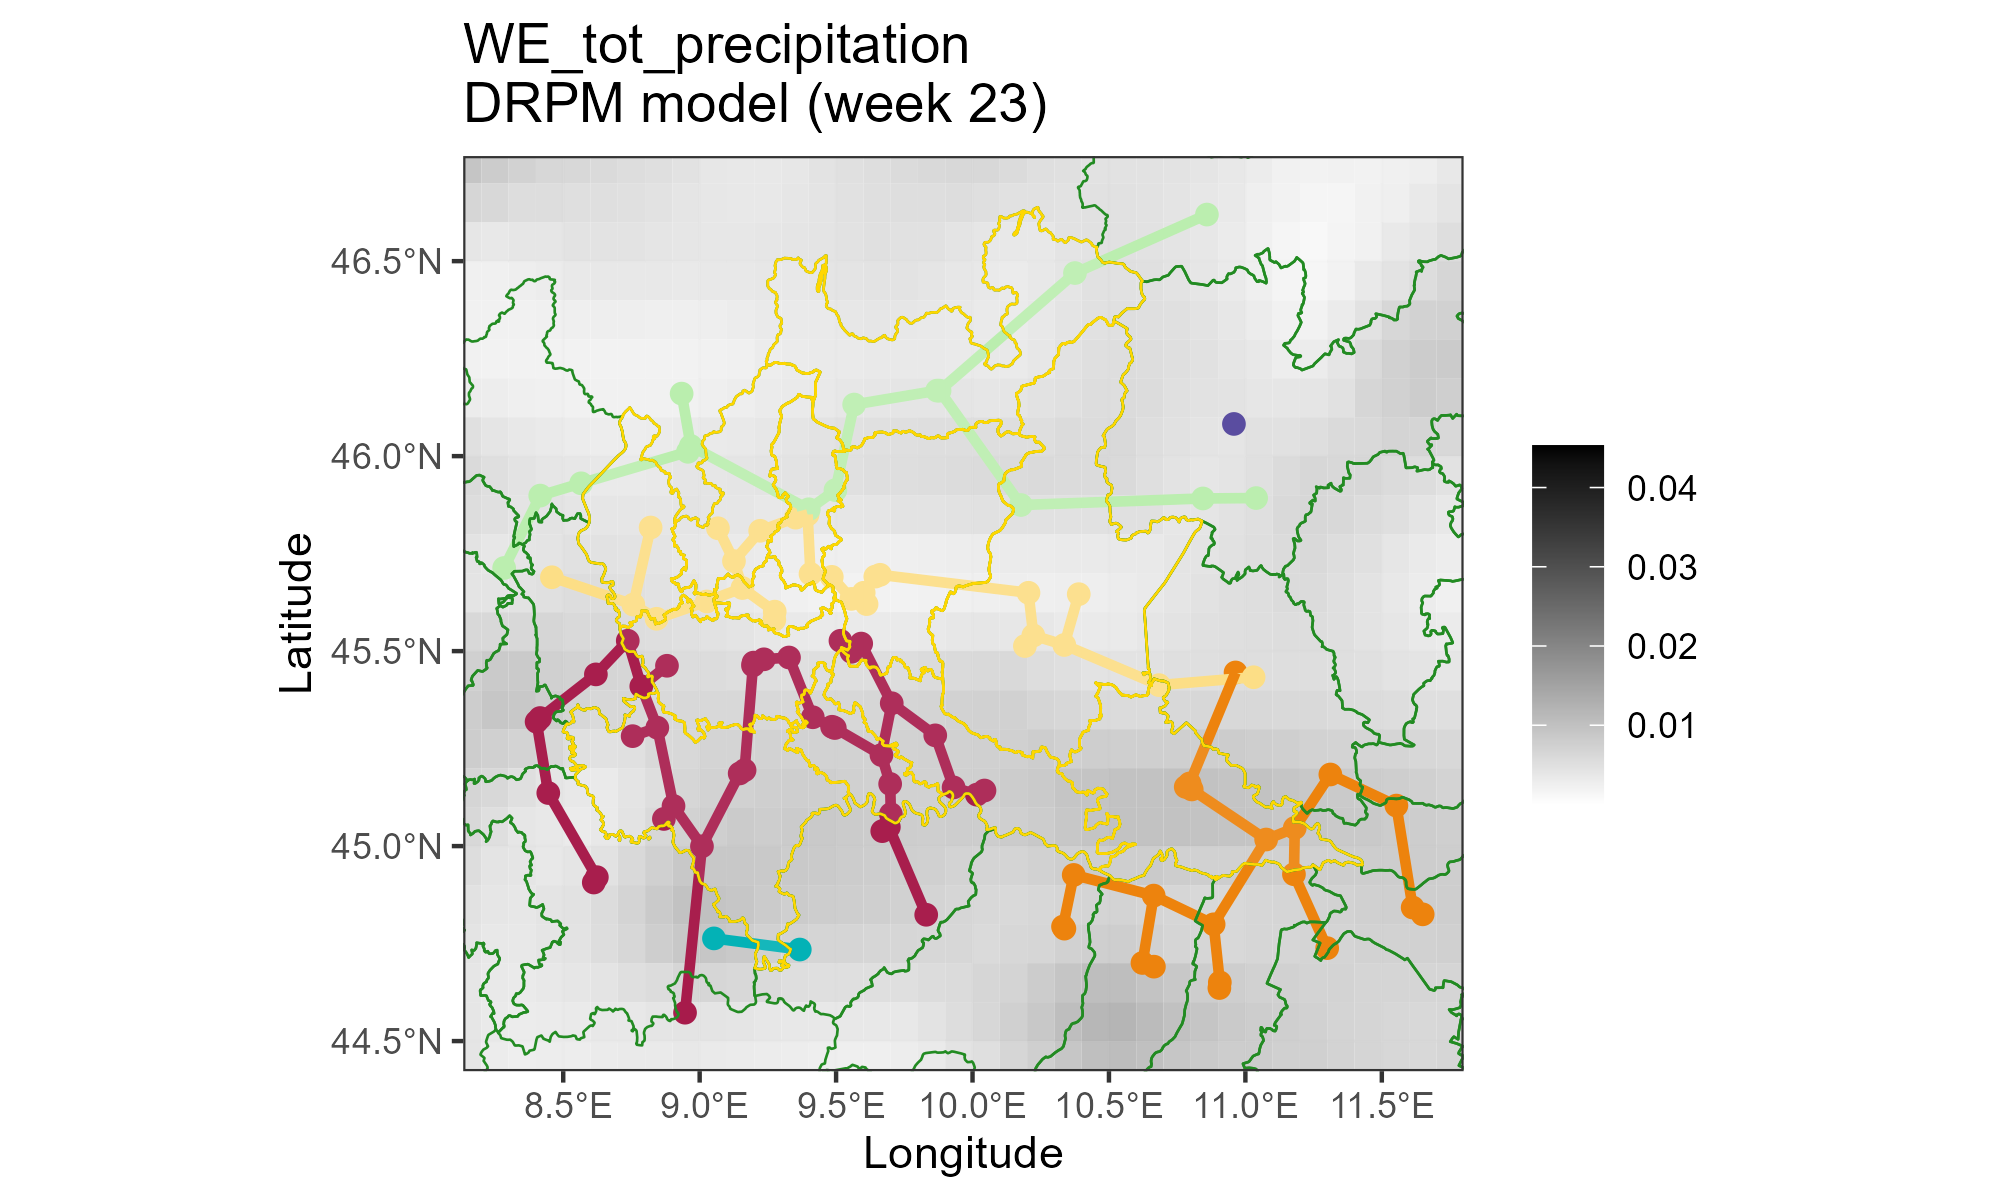 WE_tot_precipitation
DRPM model (week 23)
46.5°N
46.0°N
45.5°N
45.0°N
44.5°N
Latitude
8.5°E 9.0°E 9.5°E 10.0°E 10.5°E 11.0°E 11.5°E
Longitude
0.04
0.03
0.02
0.01